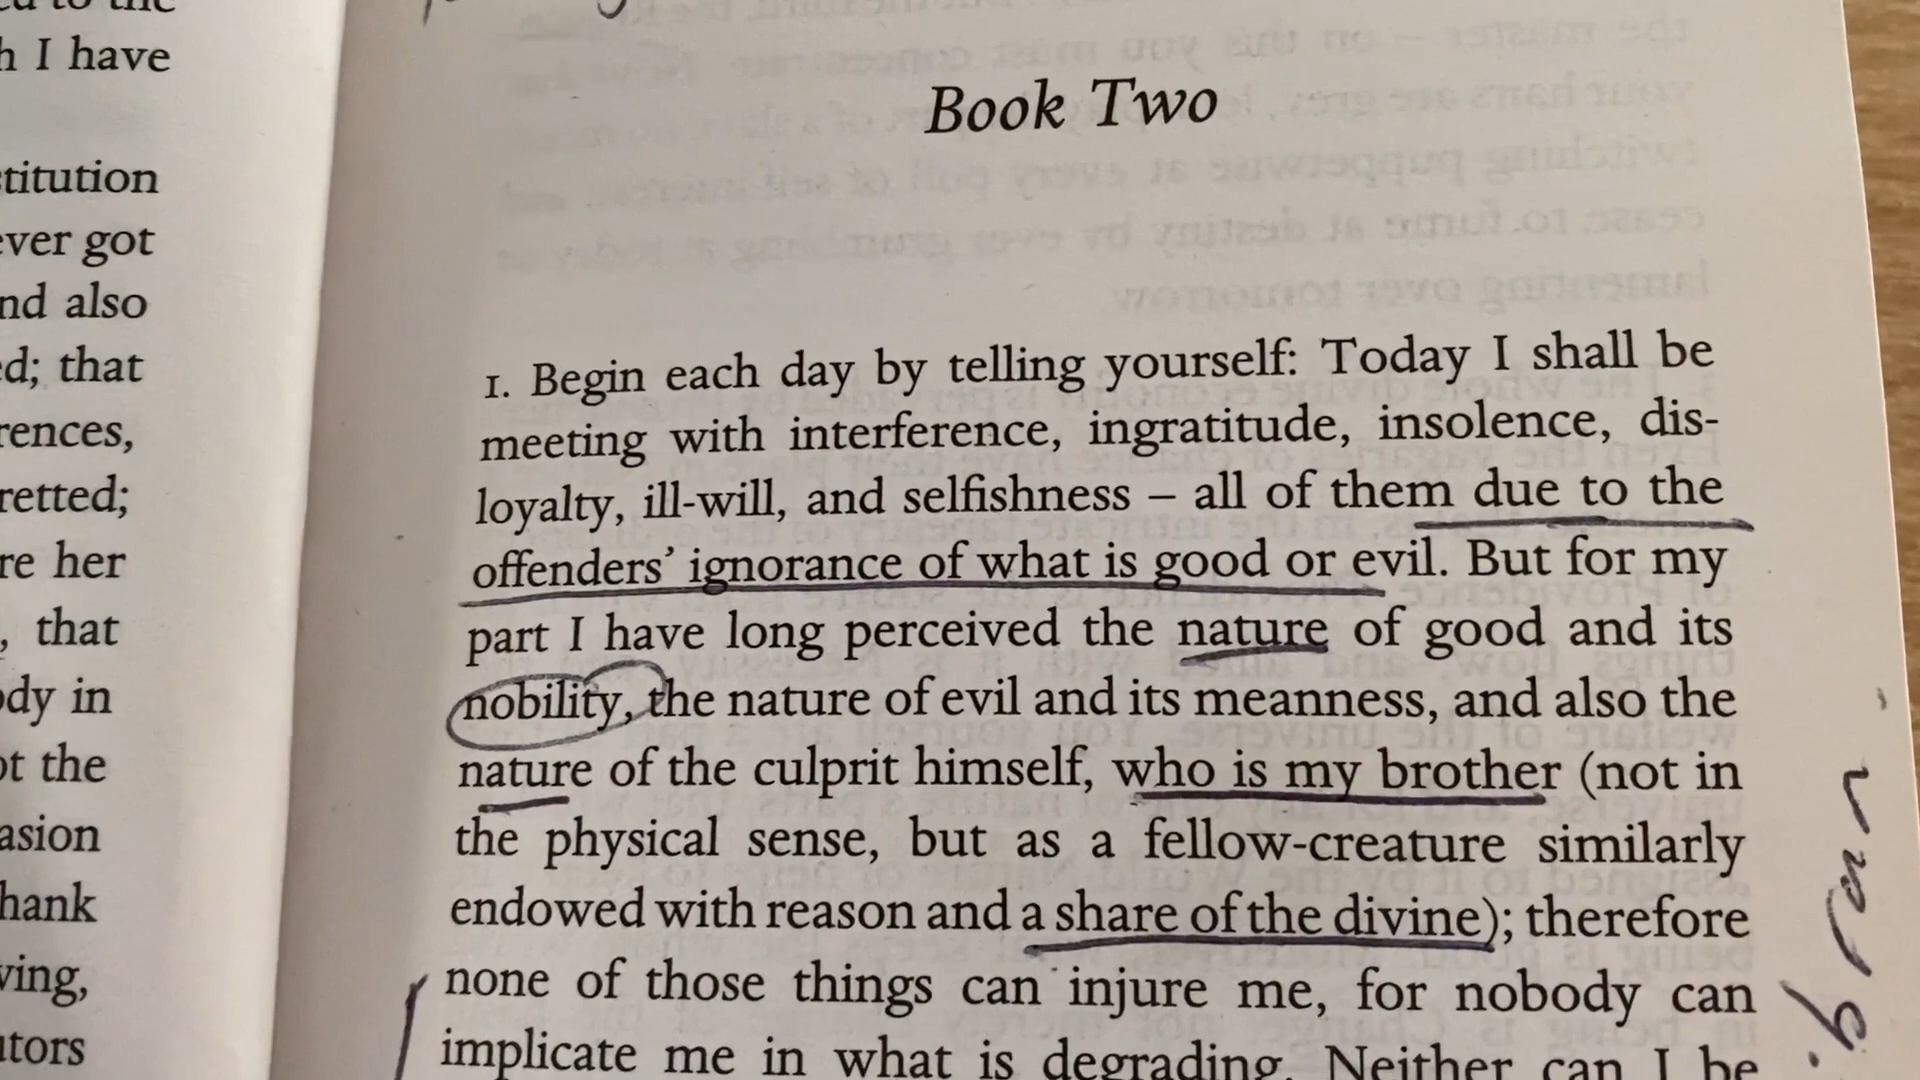 h I have
titution
ver got
nd also
ed; that
rences,
retted;
re her
, that
ody in
ot the
asion
hank
ving,
utors
Book Two
1. Begin each day by telling yourself: Today I shall be
meeting with interference, ingratitude, insolence, dis-
loyalty, ill-will, and selfishness – all of them due to the
offenders’ ignorance of what is good or evil. But for my
part I have long perceived the nature of good and its
nobility, the nature of evil and its meanness, and also the
nature of the culprit himself, who is my brother (not in
the physical sense, but as a fellow-creature similarly
endowed with reason and a share of the divine); therefore
none of those things can injure me, for nobody can
implicate me in what is degrading. Neither can I be